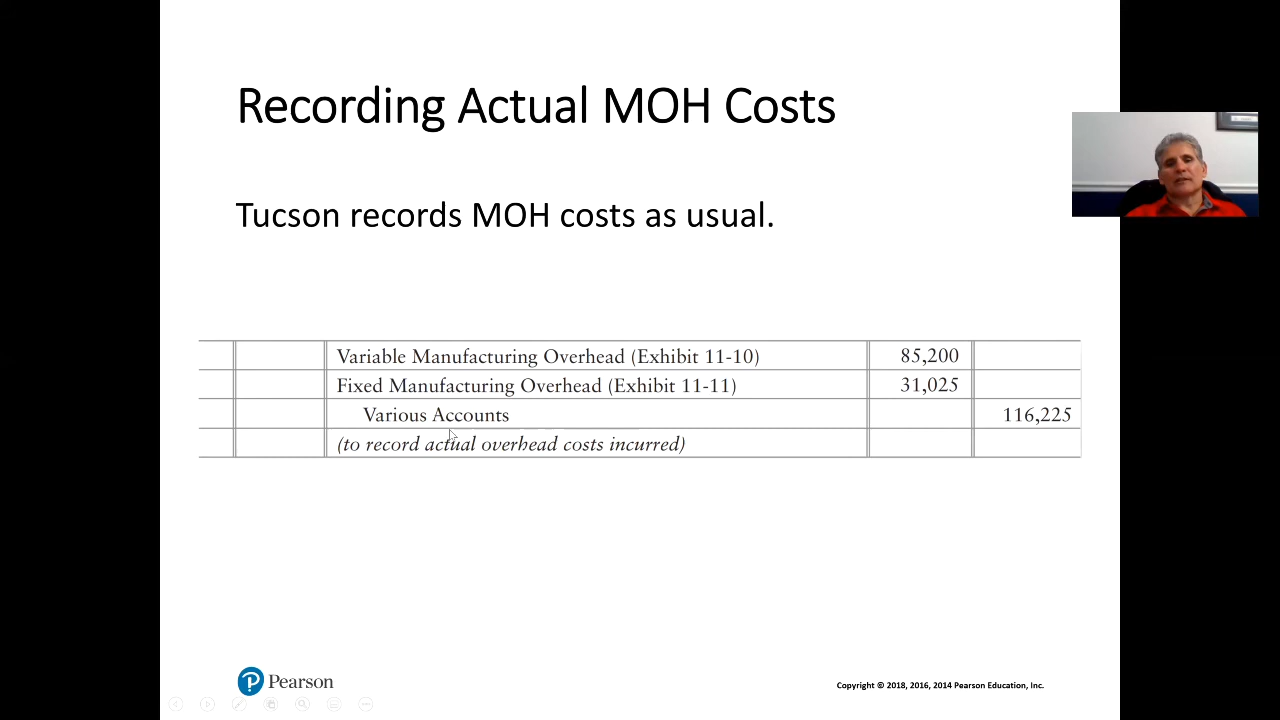 Recording Actual MOH Costs
Tucson records MOH costs as usual.
Variable Manufacturing Overhead (Exhibit 11-10) 85,200
Fixed Manufacturing Overhead (Exhibit 11-11) 31,025
Various Accounts 116,225
(to record actual overhead costs incurred)
P Pearson
Copyright © 2018, 2016, 2014 Pearson Education, Inc.